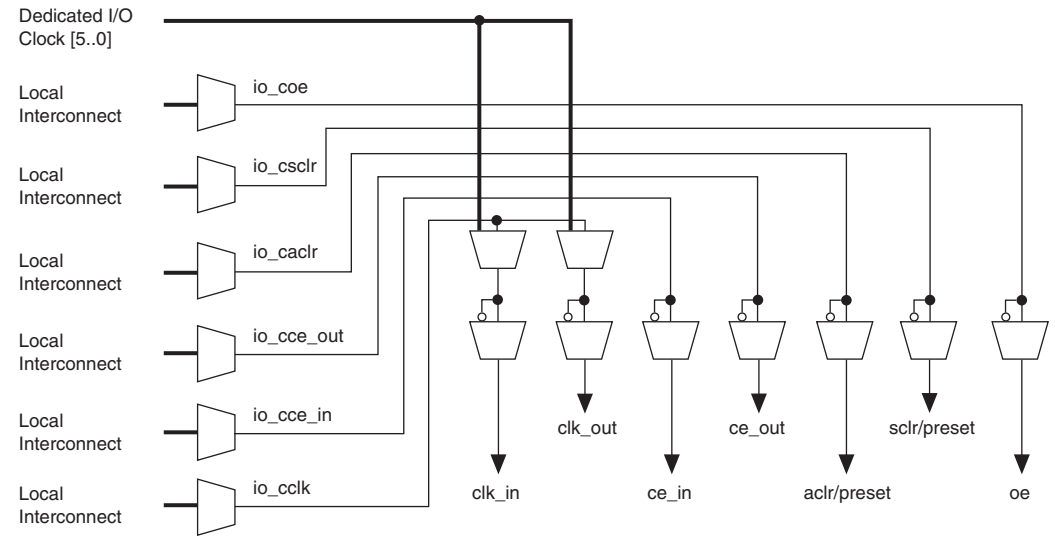 Dedicated I/O
Clock [5..0]
Local
Interconnect
io_coe
Local
Interconnect
io_csclr
Local
Interconnect
io_caclr
Local
Interconnect
io_cce_out
Local
Interconnect
io_cce_in
Local
Interconnect
io_cclk
clk_out
ce_out
sclr/preset
clk_in
ce_in
aclr/preset
oe